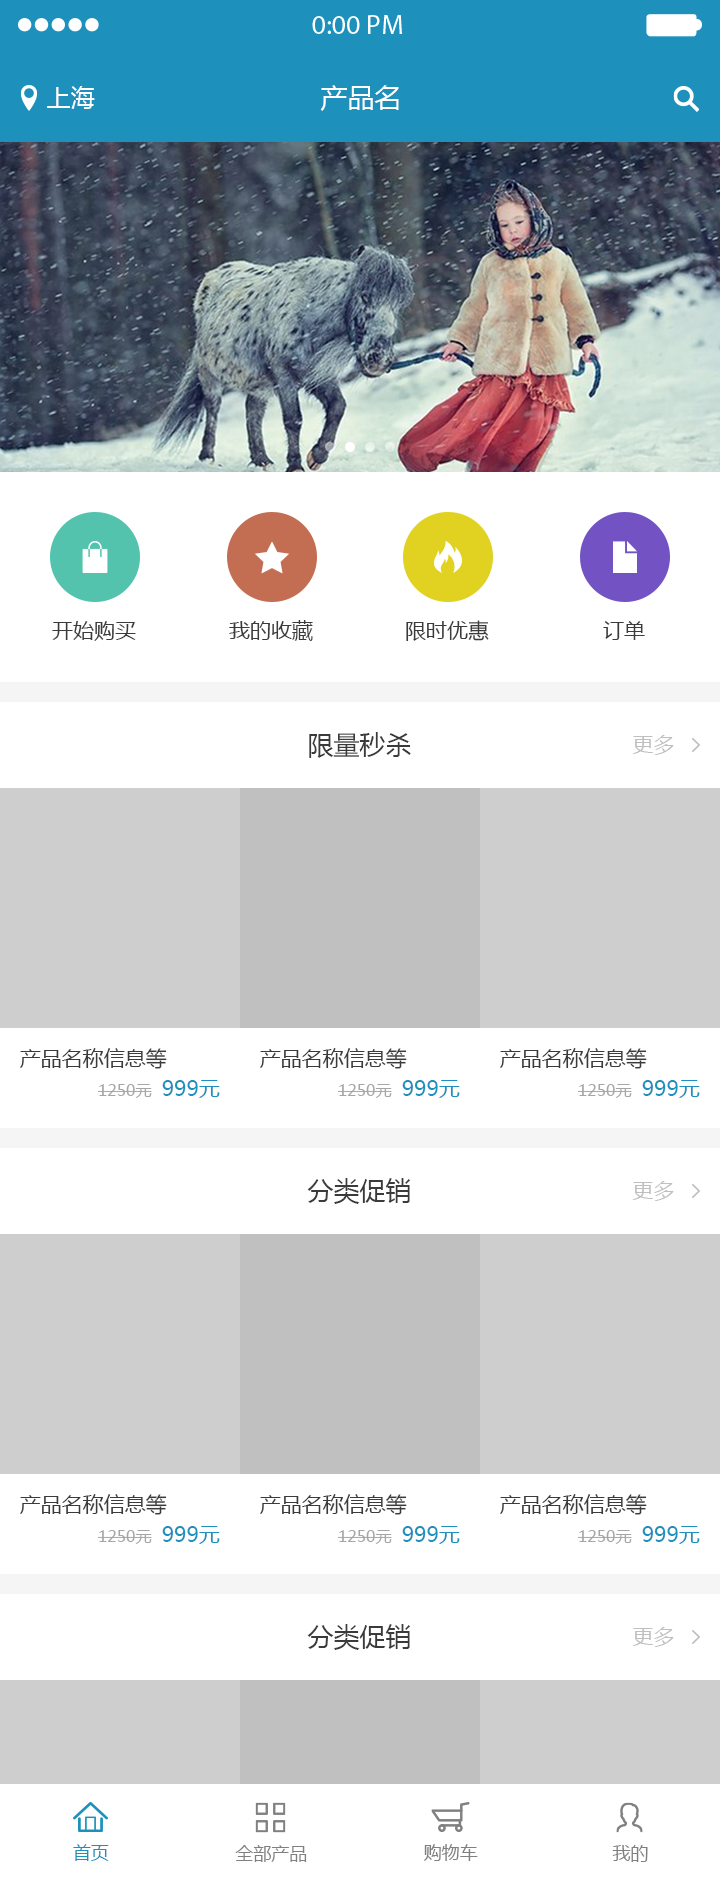 0:00 PM
上海 产品名
开始购买 我的收藏 限时优惠 订单
限量秒杀 更多
产品名称信息等 产品名称信息等 产品名称信息等
1250元 999元 1250元 999元 1250元 999元
分类促销 更多
产品名称信息等 产品名称信息等 产品名称信息等
1250元 999元 1250元 999元 1250元 999元
分类促销 更多
首页 全部产品 购物车 我的